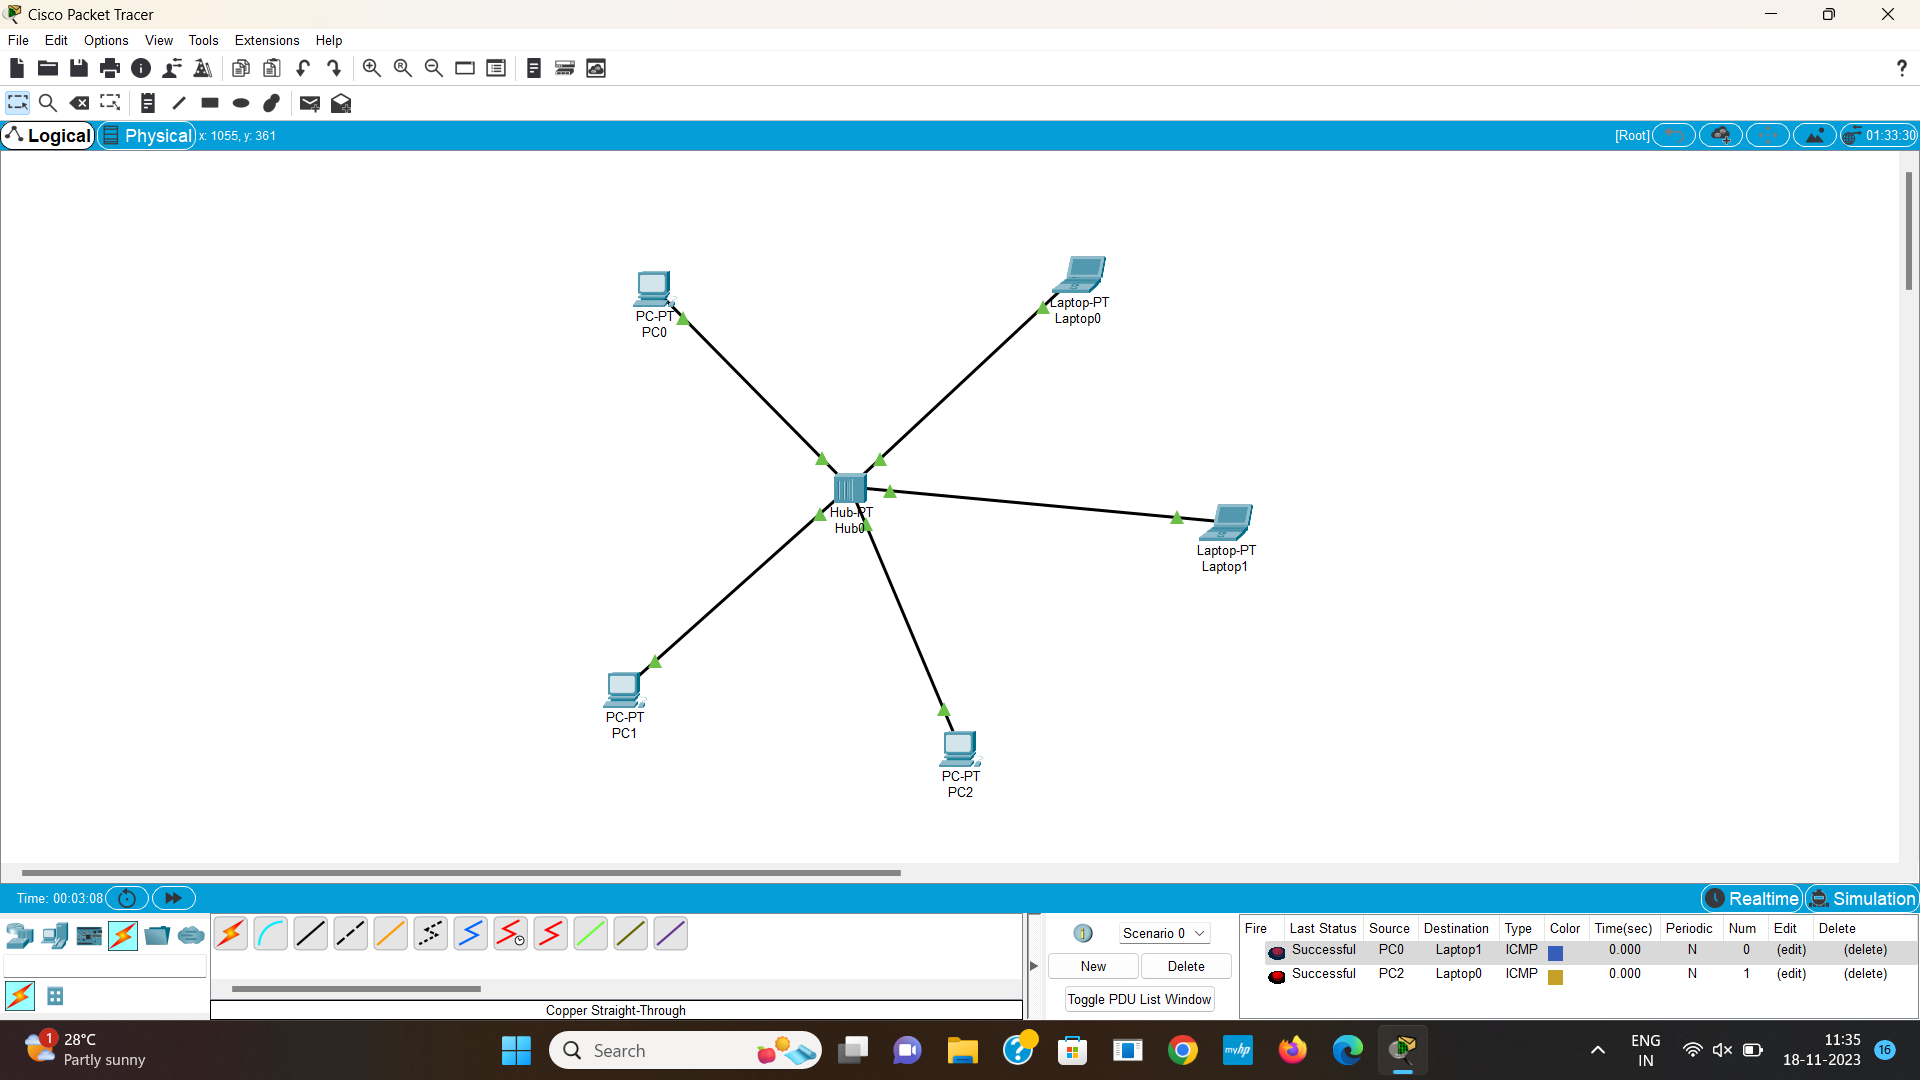 Cisco Packet Tracer
File Edit Options View Tools Extensions Help
?
Logical Physical x: 1055, y: 361 [Root] 01:33:30
PC-PT
PC0
Laptop-PT
Laptop0
Hub-PT
Hub0
Laptop-PT
Laptop1
PC-PT
PC1
PC-PT
PC2
Time: 00:03:08 Realtime Simulation
Scenario 0
New Delete
Toggle PDU List Window
Copper Straight-Through
Fire Last Status Source Destination Type Color Time(sec) Periodic Num Edit Delete
Successful PC0 Laptop1 ICMP 0.000 N 0 (edit) (delete)
Successful PC2 Laptop0 ICMP 0.000 N 1 (edit) (delete)
1
28°C
Partly sunny
Search
myhp
ENG
IN
11:35
18-11-2023
16